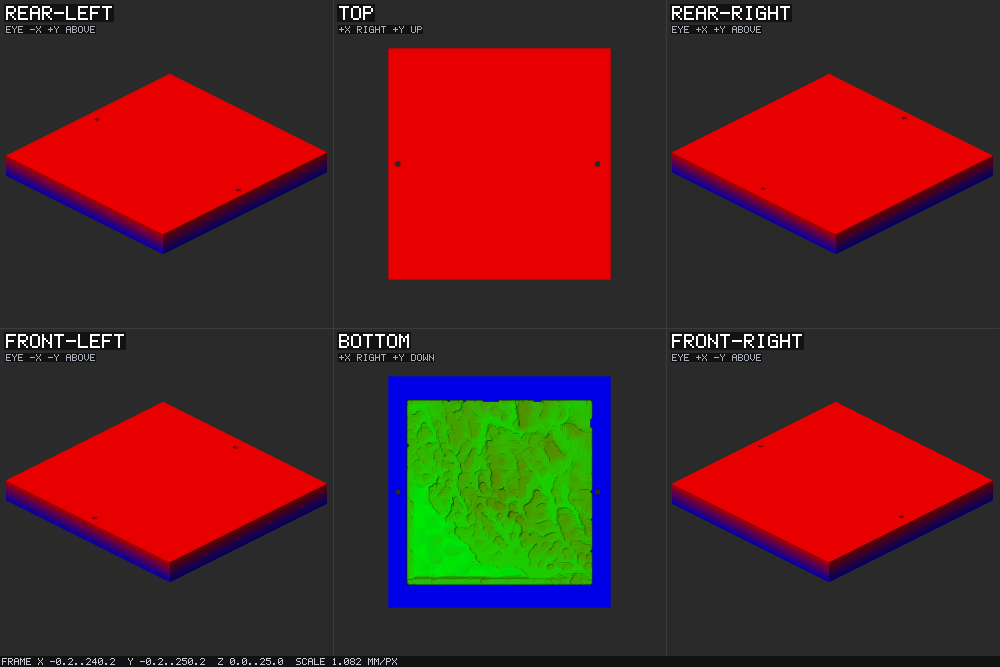 REAR-LEFT
EYE -X +Y ABOVE
TOP
+X RIGHT +Y UP
REAR-RIGHT
EYE +X +Y ABOVE
FRONT-LEFT
EYE -X -Y ABOVE
BOTTOM
+X RIGHT +Y DOWN
FRONT-RIGHT
EYE +X -Y ABOVE
FRAME X -0.2..240.2 Y -0.2..250.2 Z 0.0..25.0 SCALE 1.082 MM/PX